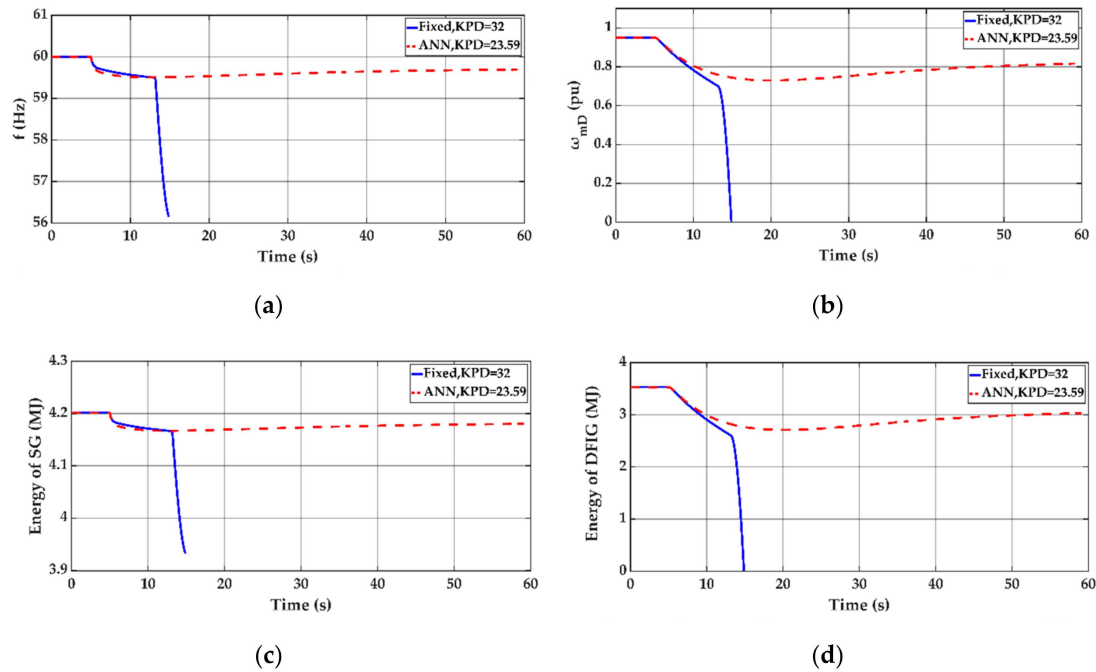 61
60
59
58
57
56
f (Hz)
0
10
20
30
40
50
60
Time (s)
Fixed,KPD=32
ANN,KPD=23.59
(a)
1
0.8
0.6
0.4
0.2
0
ω_mD (pu)
0
10
20
30
40
50
60
Time (s)
Fixed,KPD=32
ANN,KPD=23.59
(b)
4.3
4.2
4.1
4
3.9
Energy of SG (MJ)
0
10
20
30
40
50
60
Time (s)
Fixed,KPD=32
ANN,KPD=23.59
(c)
4
3
2
1
0
Energy of DFIG (MJ)
0
10
20
30
40
50
60
Time (s)
Fixed,KPD=32
ANN,KPD=23.59
(d)